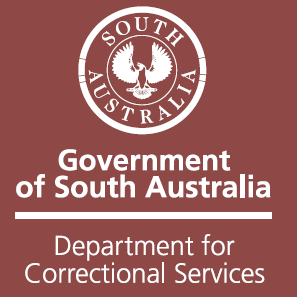 SOUTH
AUSTRALIA
Government
of South Australia
Department for
Correctional Services